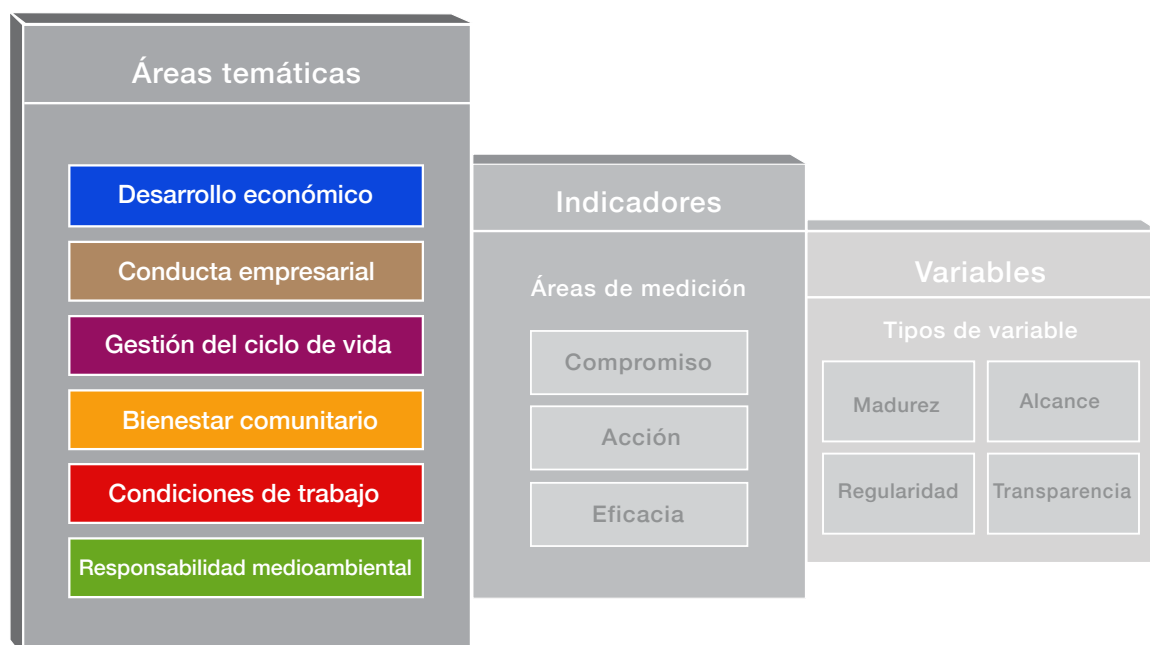 Áreas temáticas
Desarrollo económico
Conducta empresarial
Gestión del ciclo de vida
Bienestar comunitario
Condiciones de trabajo
Responsabilidad medioambiental
Indicadores
Áreas de medición
Compromiso
Acción
Eficacia
Variables
Tipos de variable
Madurez
Alcance
Regularidad
Transparencia